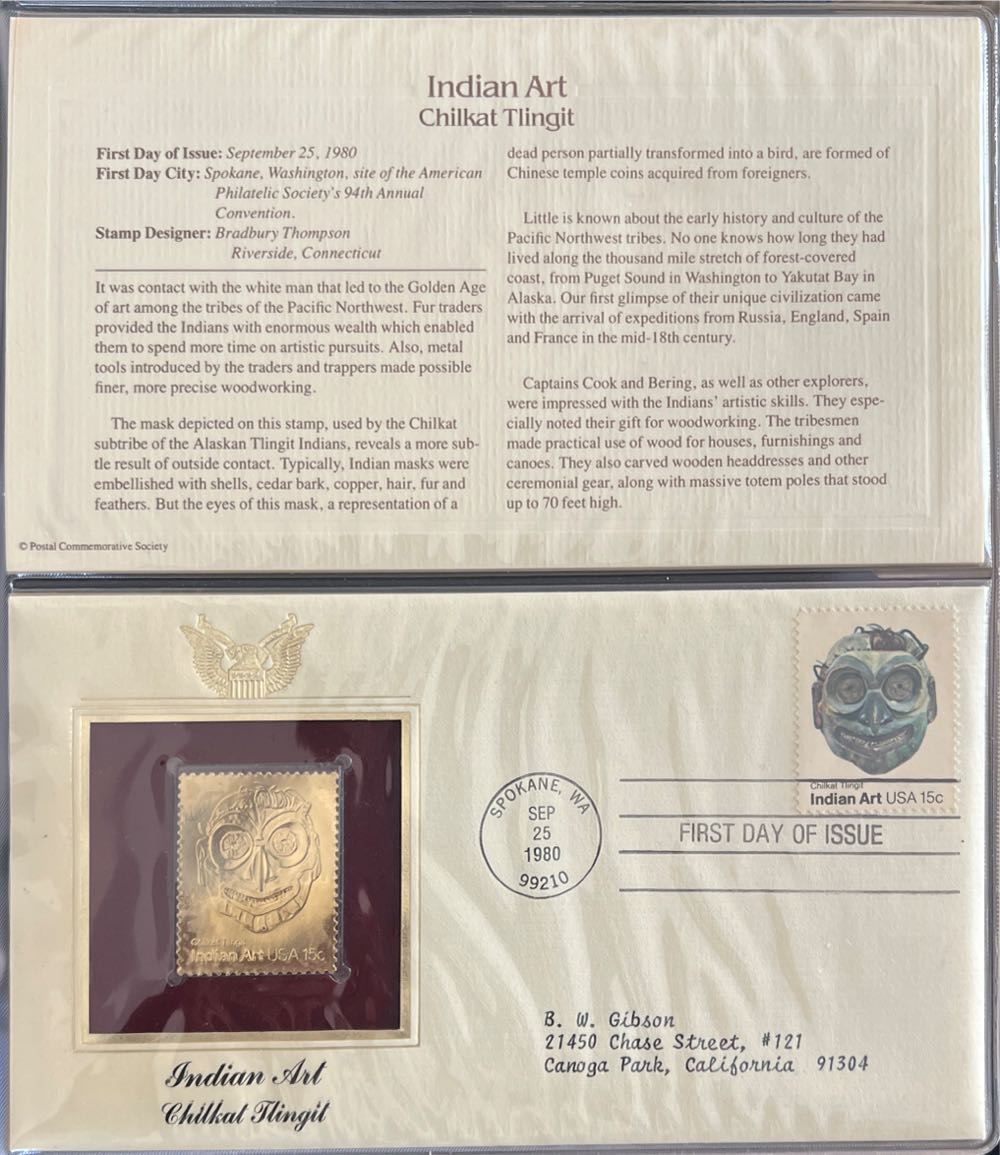 Indian Art
Chilkat Tlingit
First Day of Issue: September 25, 1980
First Day City: Spokane, Washington, site of the American
Philatelic Society's 94th Annual
Convention.
Stamp Designer: Bradbury Thompson
Riverside, Connecticut
It was contact with the white man that led to the Golden Age
of art among the tribes of the Pacific Northwest. Fur traders
provided the Indians with enormous wealth which enabled
them to spend more time on artistic pursuits. Also, metal
tools introduced by the traders and trappers made possible
finer, more precise woodworking.
The mask depicted on this stamp, used by the Chilkat
subtribe of the Alaskan Tlingit Indians, reveals a more sub-
tle result of outside contact. Typically, Indian masks were
embellished with shells, cedar bark, copper, hair, fur and
feathers. But the eyes of this mask, a representation of a
dead person partially transformed into a bird, are formed of
Chinese temple coins acquired from foreigners.
Little is known about the early history and culture of the
Pacific Northwest tribes. No one knows how long they had
lived along the thousand mile stretch of forest-covered
coast, from Puget Sound in Washington to Yakutat Bay in
Alaska. Our first glimpse of their unique civilization came
with the arrival of expeditions from Russia, England, Spain
and France in the mid-18th century.
Captains Cook and Bering, as well as other explorers,
were impressed with the Indians' artistic skills. They espe-
cially noted their gift for woodworking. The tribesmen
made practical use of wood for houses, furnishings and
canoes. They also carved wooden headdresses and other
ceremonial gear, along with massive totem poles that stood
up to 70 feet high.
© Postal Commemorative Society
Chilkat Tlingit
Indian Art USA 15c
SPOKANE, WA
SEP
25
1980
99210
FIRST DAY OF ISSUE
Chilkat Tlingit
Indian Art USA 15c
B. W. Gibson
21450 Chase Street, #121
Canoga Park, California 91304
Indian Art
Chilkat Tlingit